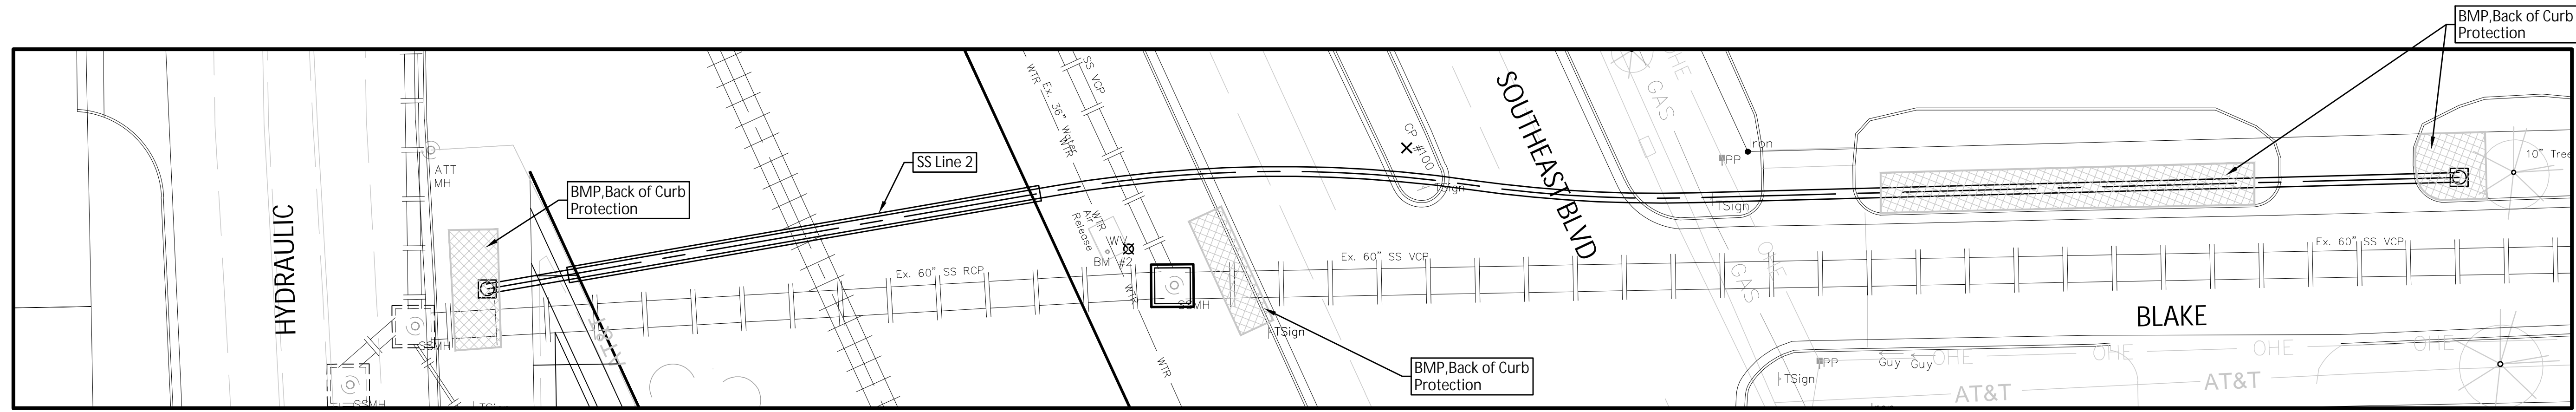 BMP,Back of Curb
Protection
HYDRAULIC
ATT
MH
BMP,Back of Curb
Protection
SS Line 2
WTR
Ex. 36" Water
WTR
SS VCP
WTR
Air
Release
WV
BM #2
Ex. 60" SS RCP
WTR
SSMH
SSMH
SSMH
WTR
TSign
BMP,Back of Curb
Protection
Ex. 60" SS VCP
CP #100
TSign
SOUTHEAST BLVD
OHE
GAS
PP
Iron
TSign
OHE
GAS
10" Tree
Ex. 60" SS VCP
BLAKE
PP
Guy
Guy
OHE
OHE
OHE
OHE
TSign
AT&T
AT&T